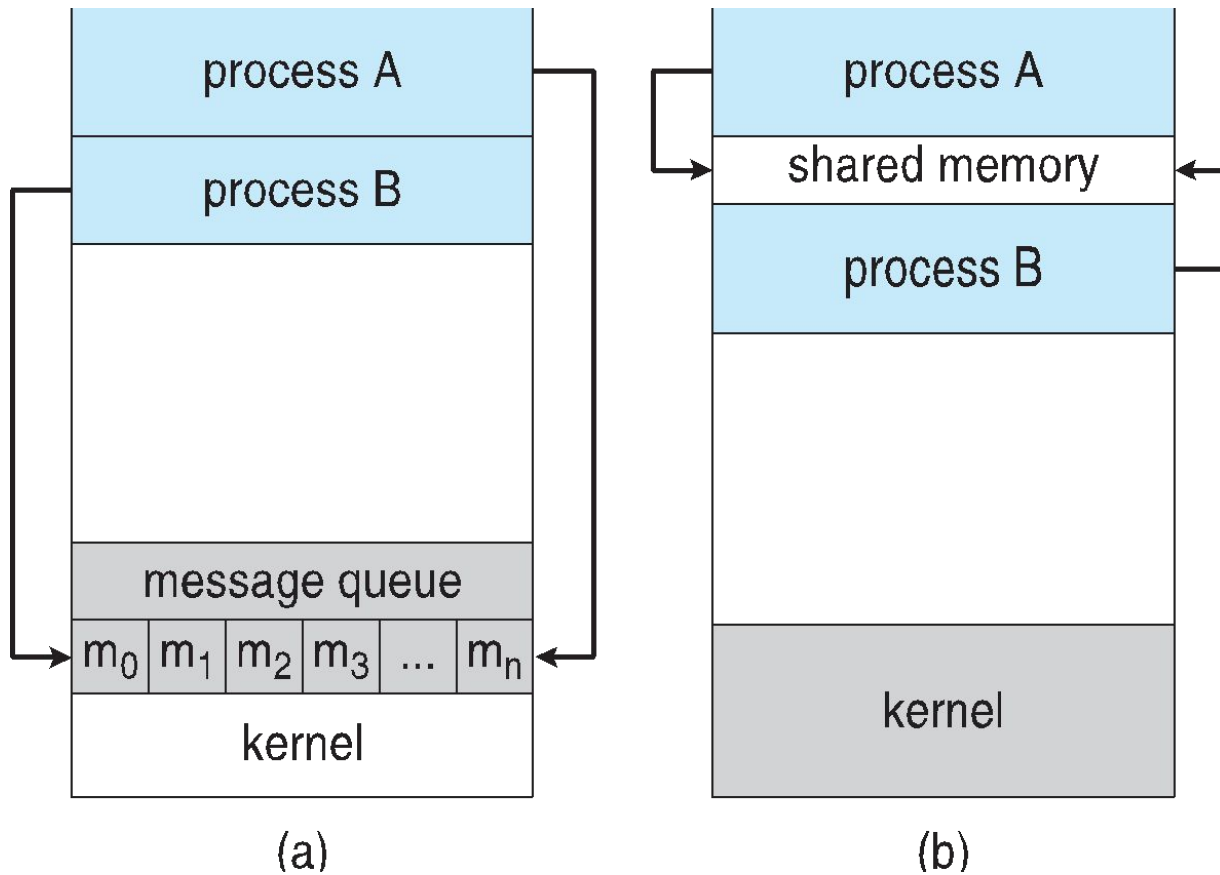 process A
process B
message queue
m0 m1 m2 m3 ... mn
kernel
(a)
process A
shared memory
process B
kernel
(b)